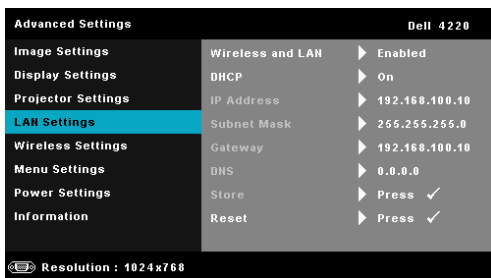 Advanced Settings Dell 4220
Image Settings
Display Settings
Projector Settings
LAN Settings
Wireless Settings
Menu Settings
Power Settings
Information
Wireless and LAN Enabled
DHCP On
IP Address 192.168.100.10
Subnet Mask 255.255.255.0
Gateway 192.168.100.10
DNS 0.0.0.0
Store Press ✓
Reset Press ✓
Resolution : 1024x768